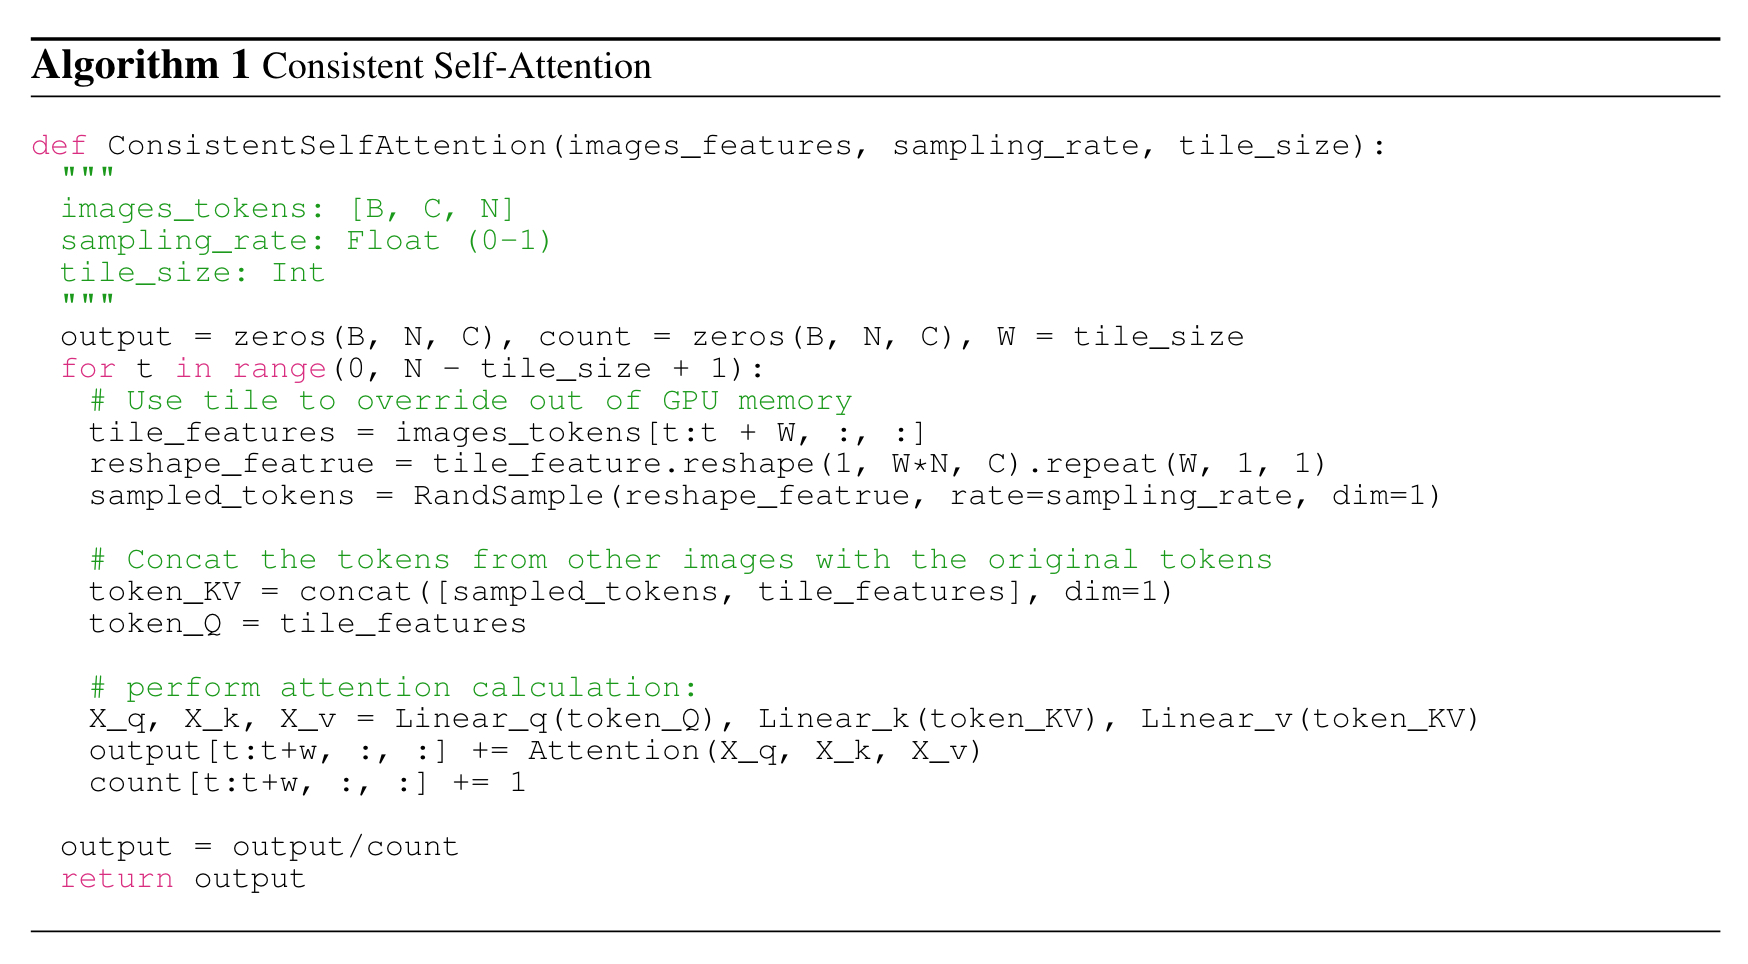 Algorithm 1 Consistent Self-Attention
def ConsistentSelfAttention(images_features, sampling_rate, tile_size):
"""
images_tokens: [B, C, N]
sampling_rate: Float (0-1)
tile_size: Int
"""
output = zeros(B, N, C), count = zeros(B, N, C), W = tile_size
for t in range(0, N - tile_size + 1):
# Use tile to override out of GPU memory
tile_features = images_tokens[t:t + W, :, :]
reshape_featrue = tile_feature.reshape(1, W*N, C).repeat(W, 1, 1)
sampled_tokens = RandSample(reshape_featrue, rate=sampling_rate, dim=1)
# Concat the tokens from other images with the original tokens
token_KV = concat([sampled_tokens, tile_features], dim=1)
token_Q = tile_features
# perform attention calculation:
X_q, X_k, X_v = Linear_q(token_Q), Linear_k(token_KV), Linear_v(token_KV)
output[t:t+w, :, :] += Attention(X_q, X_k, X_v)
count[t:t+w, :, :] += 1
output = output/count
return output